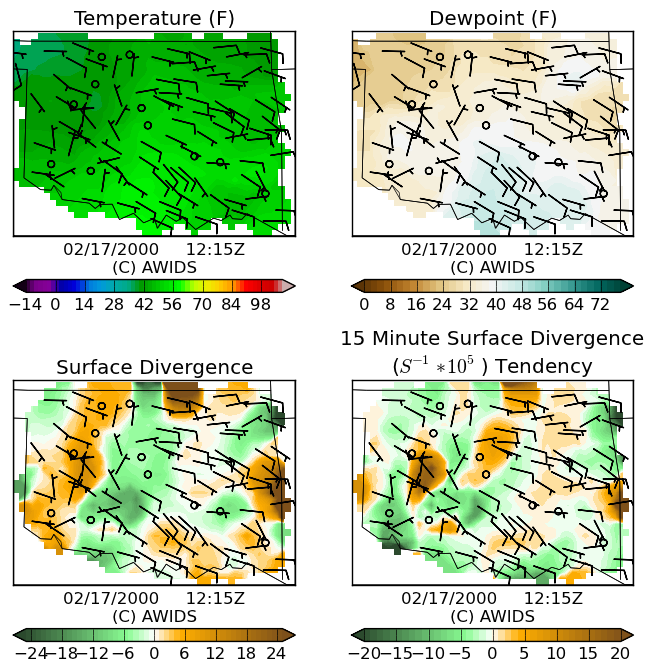 Temperature (F)
Dewpoint (F)
02/17/2000 12:15Z
(C) AWIDS
02/17/2000 12:15Z
(C) AWIDS
−14 0 14 28 42 56 70 84 98
0 8 16 24 32 40 48 56 64 72
Surface Divergence
15 Minute Surface Divergence
(S⁻¹ *10⁵ ) Tendency
02/17/2000 12:15Z
(C) AWIDS
02/17/2000 12:15Z
(C) AWIDS
−24 −18 −12 −6 0 6 12 18 24
−20 −15 −10 −5 0 5 10 15 20